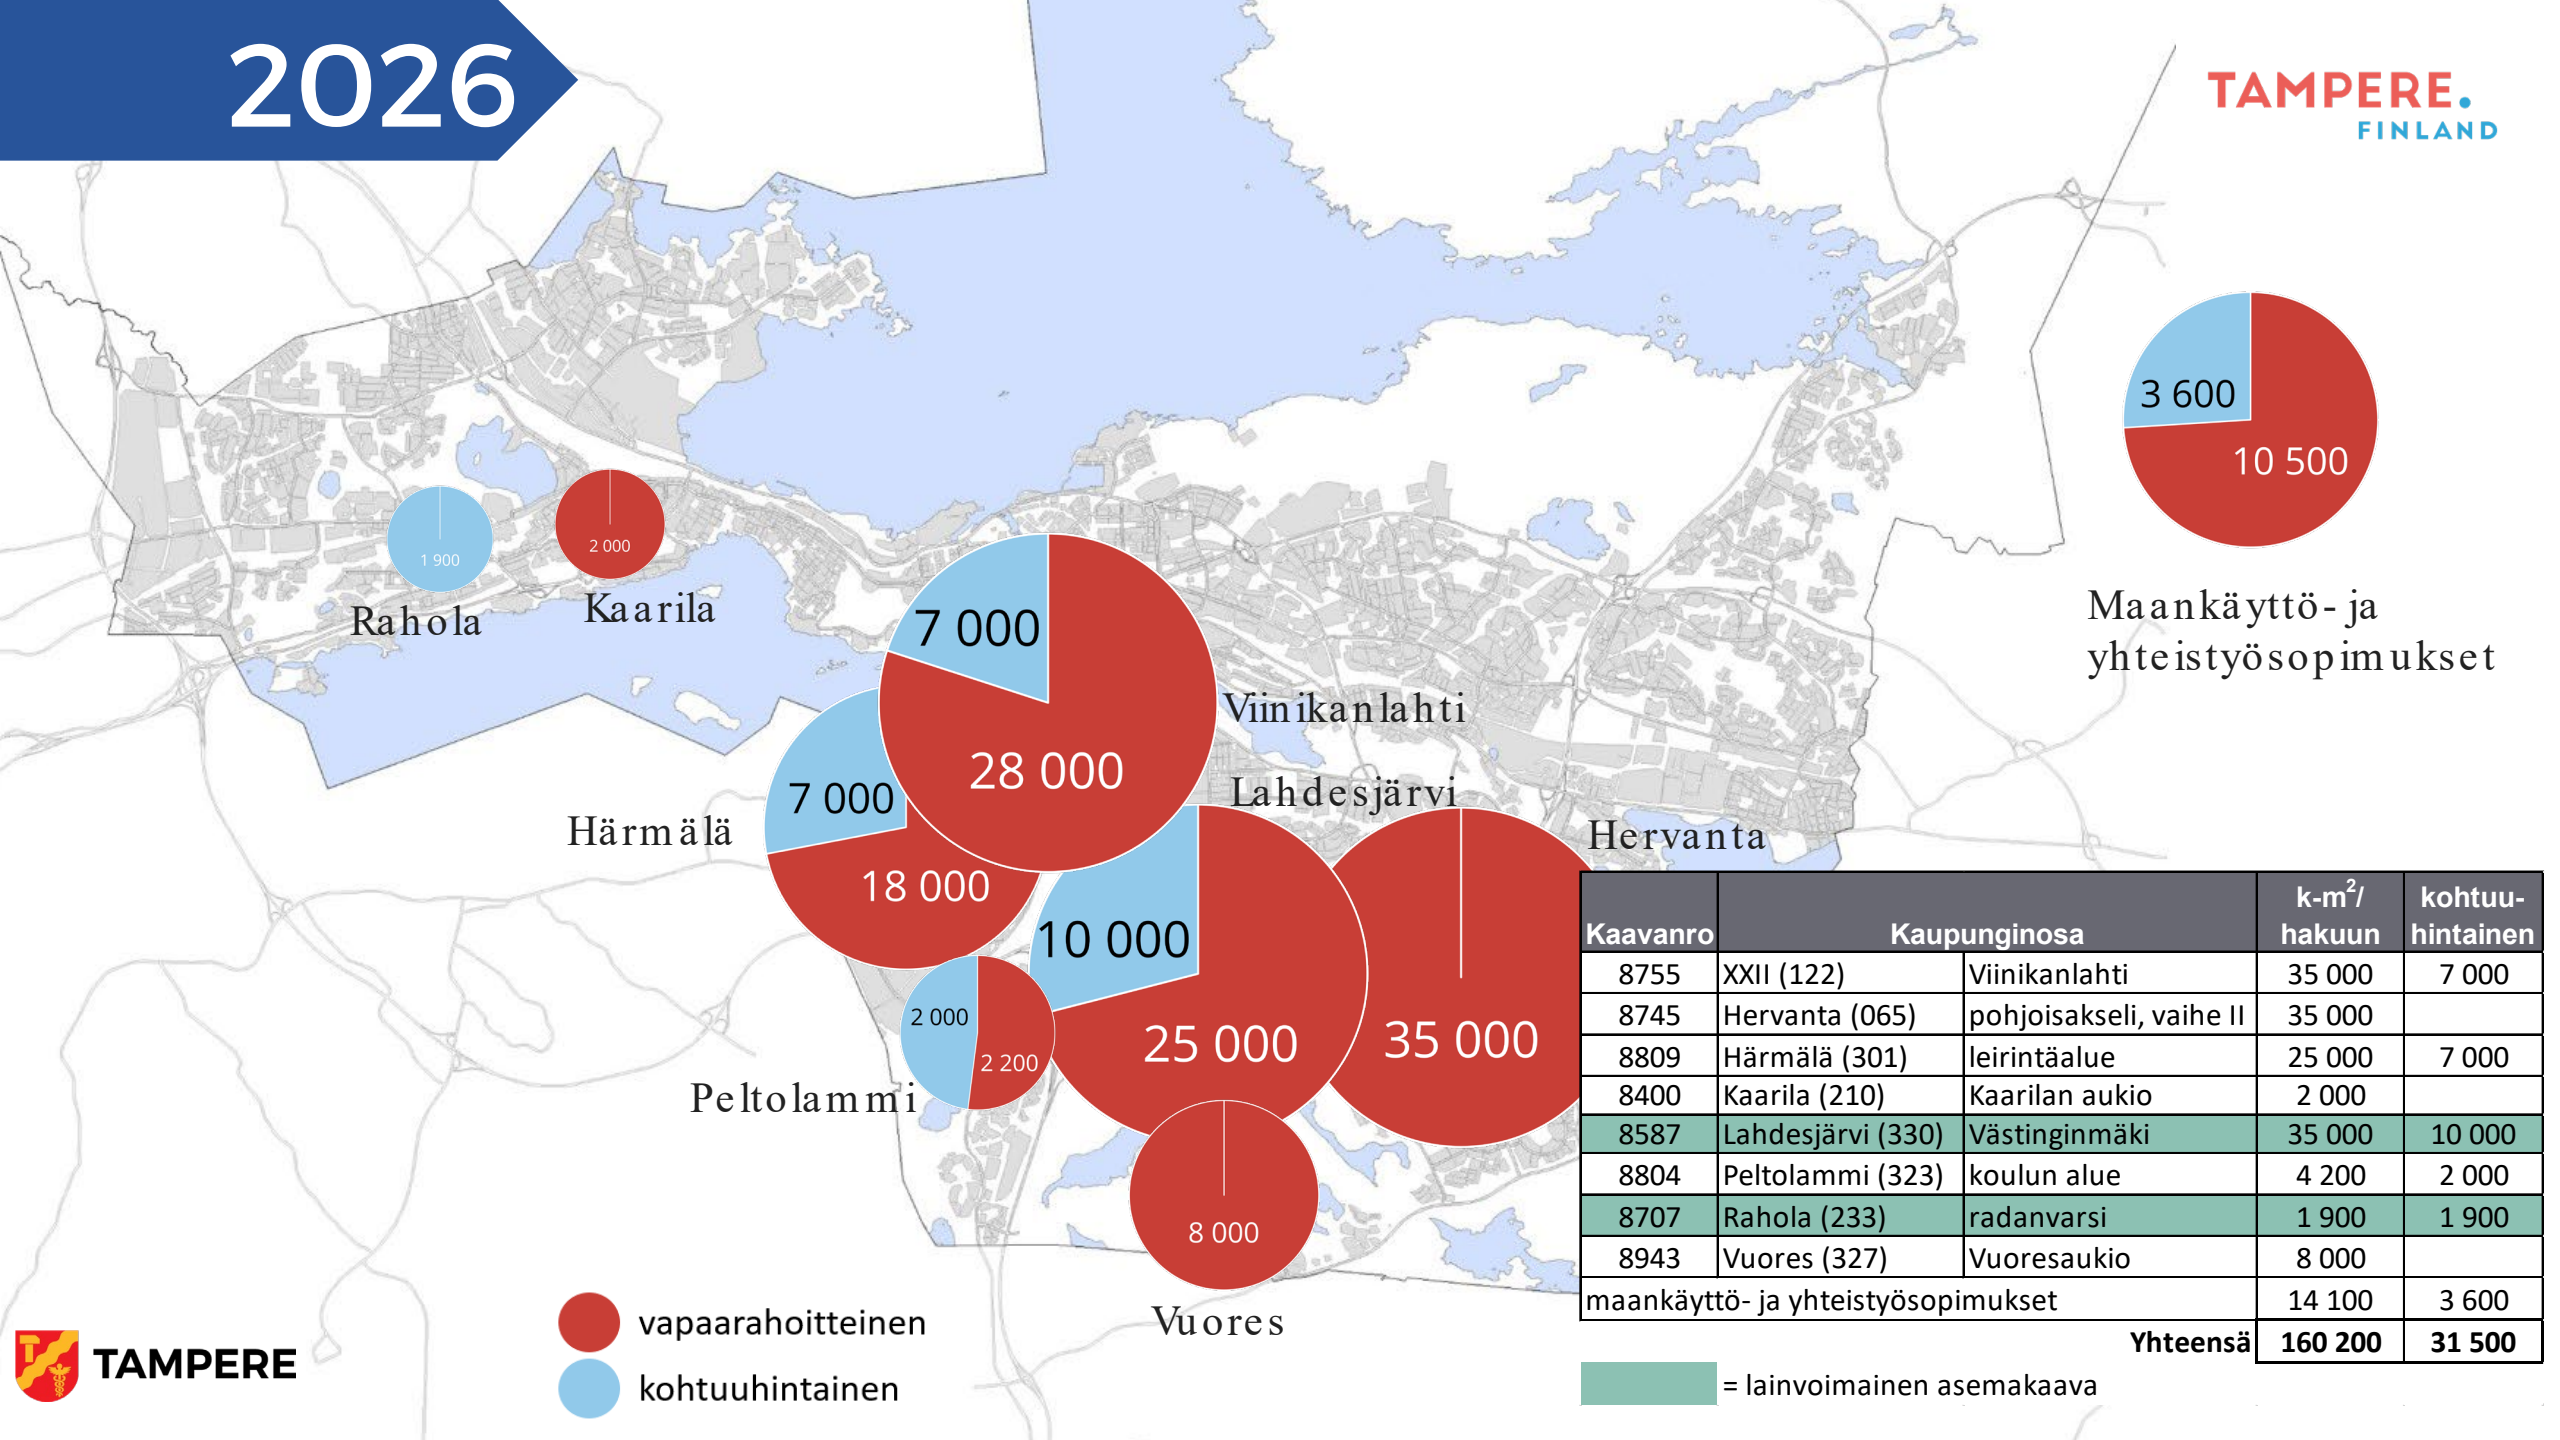 2026
TAMPERE.
FINLAND
3 600
10 500
Maankäyttö- ja
yhteistyösopimukset
1 900
Rahola
2 000
Kaarila
7 000
28 000
Viinikanlahti
7 000
18 000
Härmälä
Lahdesjärvi
10 000
25 000
Hervanta
35 000
2 000
2 200
Peltolammi
8 000
Vuores
Kaavanro Kaupunginosa k-m²/ hakuun kohtuu-hintainen
8755 XXII (122) Viinikanlahti 35 000 7 000
8745 Hervanta (065) pohjoisakseli, vaihe II 35 000
8809 Härmälä (301) leirintäalue 25 000 7 000
8400 Kaarila (210) Kaarilan aukio 2 000
8587 Lahdesjärvi (330) Västinginmäki 35 000 10 000
8804 Peltolammi (323) koulun alue 4 200 2 000
8707 Rahola (233) radanvarsi 1 900 1 900
8943 Vuores (327) Vuoresaukio 8 000
maankäyttö- ja yhteistyösopimukset 14 100 3 600
Yhteensä 160 200 31 500
= lainvoimainen asemakaava
vapaarahoitteinen
kohtuuhintainen
TAMPERE